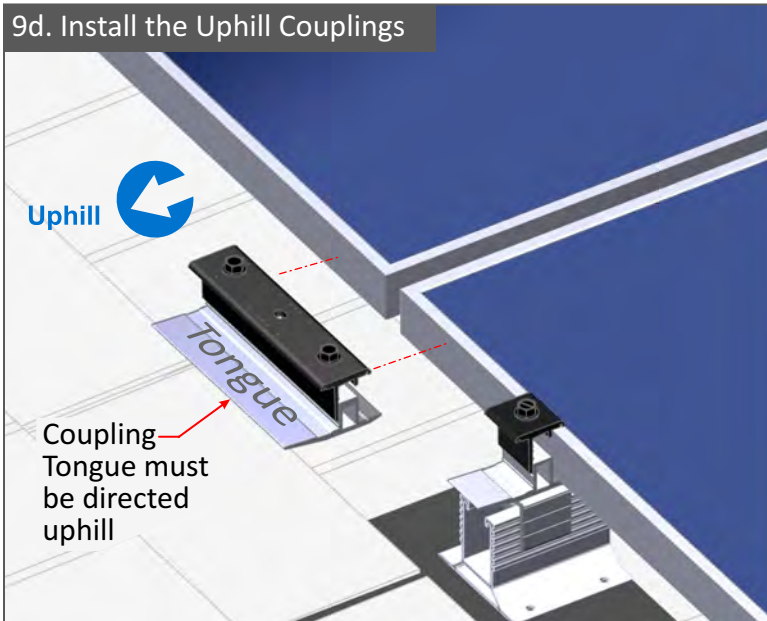 9d. Install the Uphill Couplings
Uphill
Tongue
Coupling
Tongue must
be directed
uphill